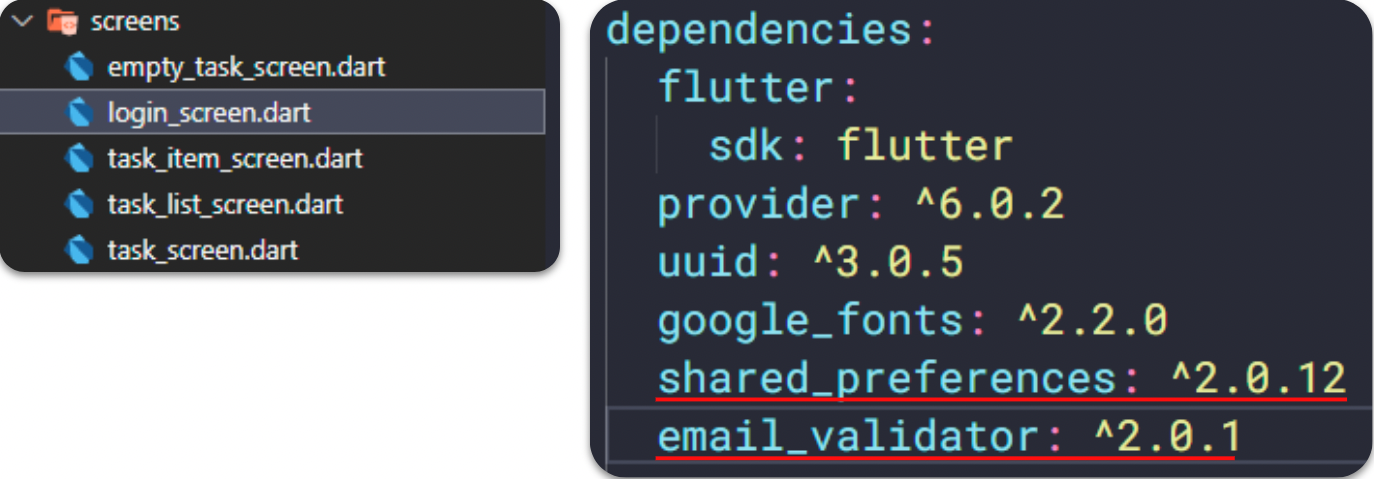 screens
empty_task_screen.dart
login_screen.dart
task_item_screen.dart
task_list_screen.dart
task_screen.dart
dependencies:
flutter:
sdk: flutter
provider: ^6.0.2
uuid: ^3.0.5
google_fonts: ^2.2.0
shared_preferences: ^2.0.12
email_validator: ^2.0.1